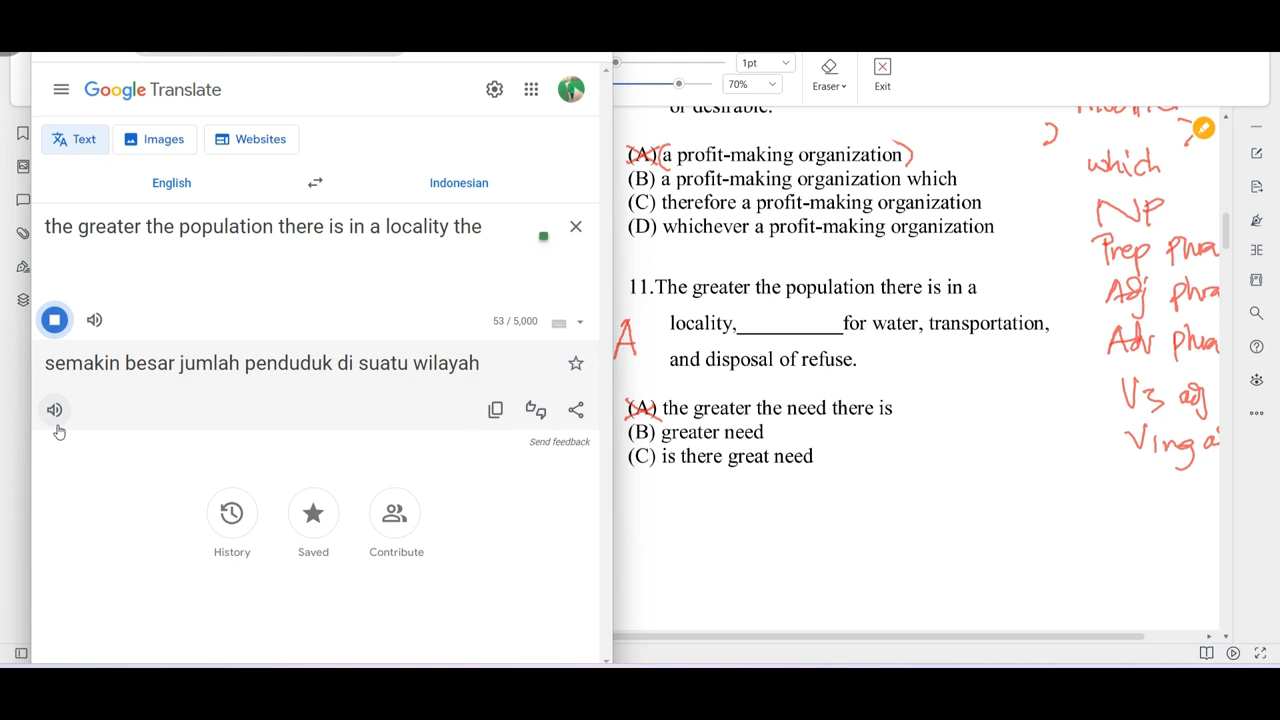 Google Translate
Text
Images
Websites
English
Indonesian
the greater the population there is in a locality the
53 / 5,000
semakin besar jumlah penduduk di suatu wilayah
Send feedback
History
Saved
Contribute
1pt
70%
Eraser
Exit
or desirable.
(A) (a profit-making organization)
(B) a profit-making organization which
(C) therefore a profit-making organization
(D) whichever a profit-making organization
11.The greater the population there is in a
locality,__________for water, transportation,
and disposal of refuse.
A
(A) the greater the need there is
(B) greater need
(C) is there great need
which
NP
Prep phra
Adj phra
Adv phra
V3 adj
Ving a